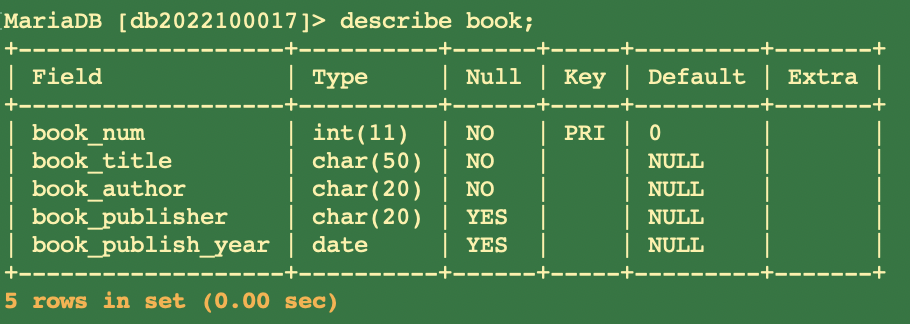 MariaDB [db2022100017]> describe book;
+-------------------+----------+------+-----+---------+-------+
| Field             | Type     | Null | Key | Default | Extra |
+-------------------+----------+------+-----+---------+-------+
| book_num          | int(11)  | NO   | PRI | 0       |       |
| book_title        | char(50) | NO   |     | NULL    |       |
| book_author       | char(20) | NO   |     | NULL    |       |
| book_publisher    | char(20) | YES  |     | NULL    |       |
| book_publish_year | date     | YES  |     | NULL    |       |
+-------------------+----------+------+-----+---------+-------+
5 rows in set (0.00 sec)